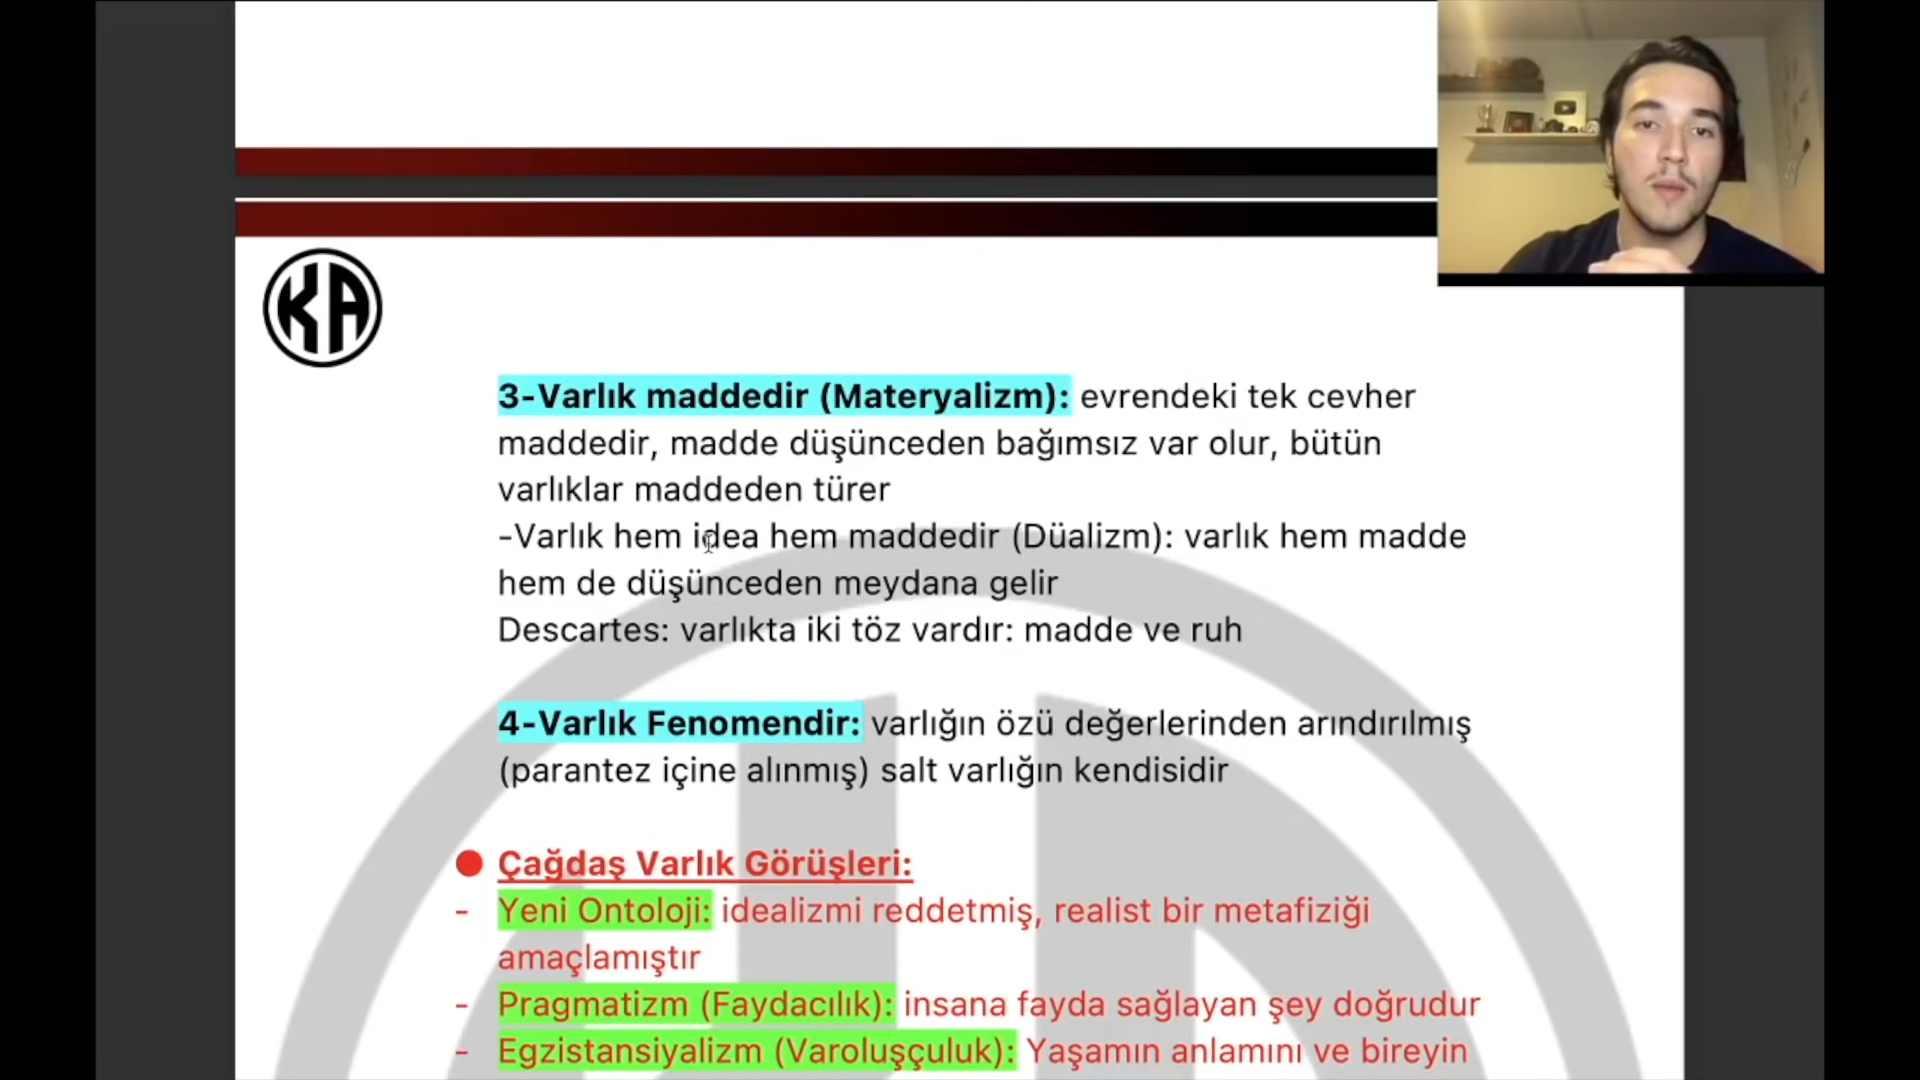 KA
3-Varlık maddedir (Materyalizm): evrendeki tek cevher
maddedir, madde düşünceden bağımsız var olur, bütün
varlıklar maddeden türer
-Varlık hem idea hem maddedir (Düalizm): varlık hem madde
hem de düşünceden meydana gelir
Descartes: varlıkta iki töz vardır: madde ve ruh
4-Varlık Fenomendir: varlığın özü değerlerinden arındırılmış
(parantez içine alınmış) salt varlığın kendisidir
● Çağdaş Varlık Görüşleri:
- Yeni Ontoloji: idealizmi reddetmiş, realist bir metafiziği
amaçlamıştır
- Pragmatizm (Faydacılık): insana fayda sağlayan şey doğrudur
- Egzistansiyalizm (Varoluşçuluk): Yaşamın anlamını ve bireyin